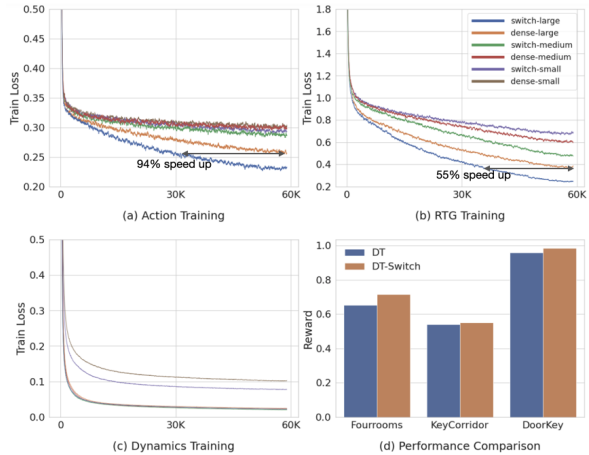 0.50
0.45
0.40
0.35
0.30
0.25
0.20
Train Loss
94% speed up
0
30K
60K
(a) Action Training
1.8
1.6
1.4
1.2
1.0
0.8
0.6
0.4
0.2
Train Loss
switch-large
dense-large
switch-medium
dense-medium
switch-small
dense-small
55% speed up
0
30K
60K
(b) RTG Training
0.5
0.4
0.3
0.2
0.1
0.0
Train Loss
0
30K
60K
(c) Dynamics Training
1.0
0.8
0.6
0.4
0.2
0.0
Reward
DT
DT-Switch
Fourrooms
KeyCorridor
DoorKey
(d) Performance Comparison